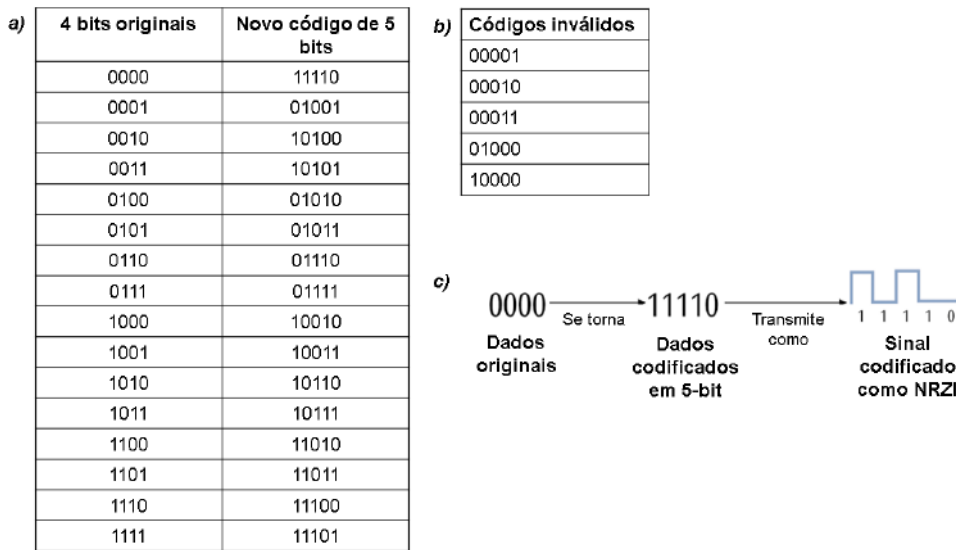 a)
4 bits originais Novo código de 5
bits
0000 11110
0001 01001
0010 10100
0011 10101
0100 01010
0101 01011
0110 01110
0111 01111
1000 10010
1001 10011
1010 10110
1011 10111
1100 11010
1101 11011
1110 11100
1111 11101
b)
Códigos inválidos
00001
00010
00011
01000
10000
c)
0000 Se torna 11110 Transmite
como
1 1 1 1 0
Dados
originais
Dados
codificados
em 5-bit
Sinal
codificado
como NRZI